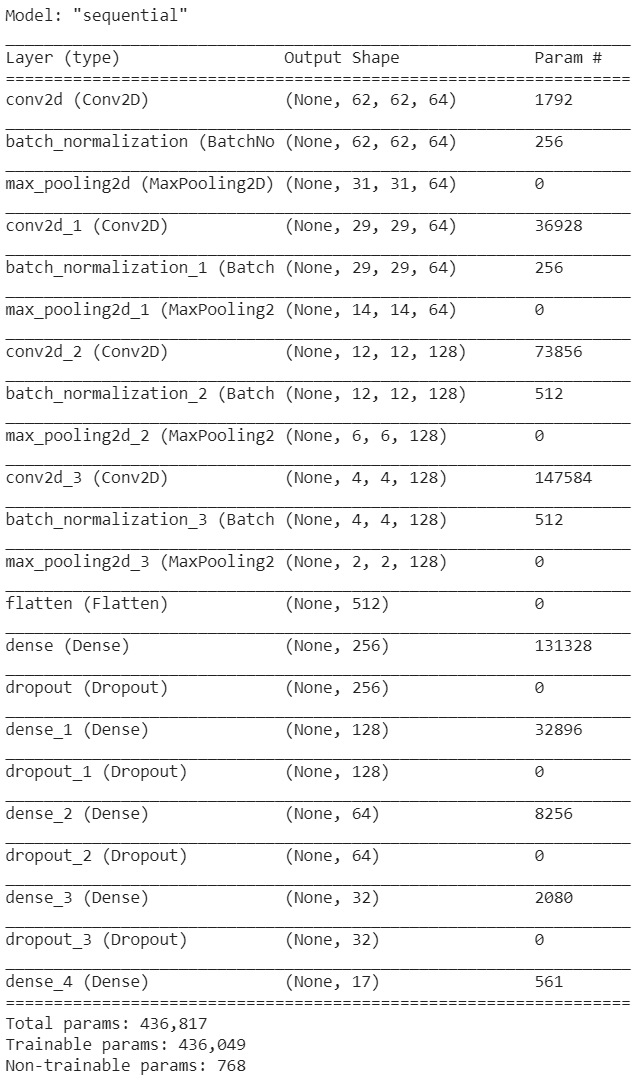 Model: "sequential"
Layer (type) Output Shape Param #
conv2d (Conv2D) (None, 62, 62, 64) 1792
batch_normalization (BatchNo (None, 62, 62, 64) 256
max_pooling2d (MaxPooling2D) (None, 31, 31, 64) 0
conv2d_1 (Conv2D) (None, 29, 29, 64) 36928
batch_normalization_1 (Batch (None, 29, 29, 64) 256
max_pooling2d_1 (MaxPooling2 (None, 14, 14, 64) 0
conv2d_2 (Conv2D) (None, 12, 12, 128) 73856
batch_normalization_2 (Batch (None, 12, 12, 128) 512
max_pooling2d_2 (MaxPooling2 (None, 6, 6, 128) 0
conv2d_3 (Conv2D) (None, 4, 4, 128) 147584
batch_normalization_3 (Batch (None, 4, 4, 128) 512
max_pooling2d_3 (MaxPooling2 (None, 2, 2, 128) 0
flatten (Flatten) (None, 512) 0
dense (Dense) (None, 256) 131328
dropout (Dropout) (None, 256) 0
dense_1 (Dense) (None, 128) 32896
dropout_1 (Dropout) (None, 128) 0
dense_2 (Dense) (None, 64) 8256
dropout_2 (Dropout) (None, 64) 0
dense_3 (Dense) (None, 32) 2080
dropout_3 (Dropout) (None, 32) 0
dense_4 (Dense) (None, 17) 561
Total params: 436,817
Trainable params: 436,049
Non-trainable params: 768